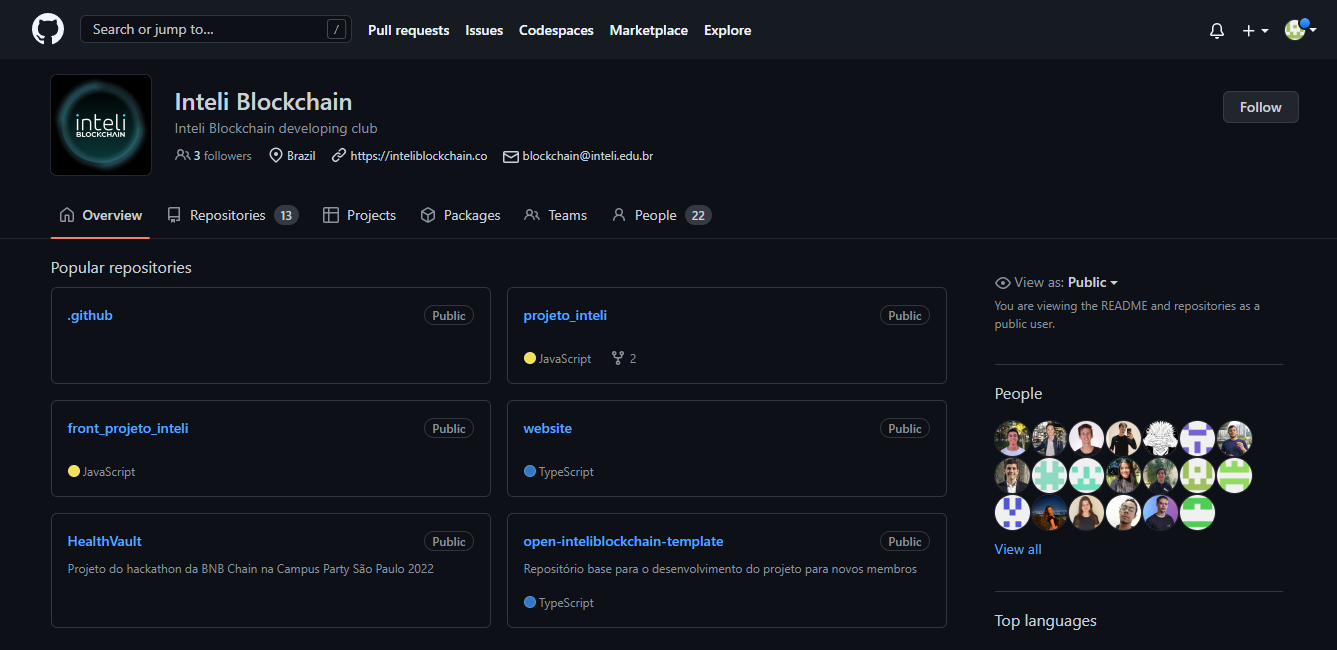 Search or jump to... /
Pull requests Issues Codespaces Marketplace Explore
inteli
BLOCKCHAIN
Inteli Blockchain
Inteli Blockchain developing club
3 followers Brazil https://inteliblockchain.co blockchain@inteli.edu.br
Follow
Overview Repositories 13 Projects Packages Teams People 22
Popular repositories
.github Public
projeto_inteli Public
JavaScript 2
front_projeto_inteli Public
JavaScript
website Public
TypeScript
HealthVault Public
Projeto do hackathon da BNB Chain na Campus Party São Paulo 2022
open-inteliblockchain-template Public
Repositório base para o desenvolvimento do projeto para novos membros
TypeScript
View as: Public
You are viewing the README and repositories as a
public user.
People
View all
Top languages